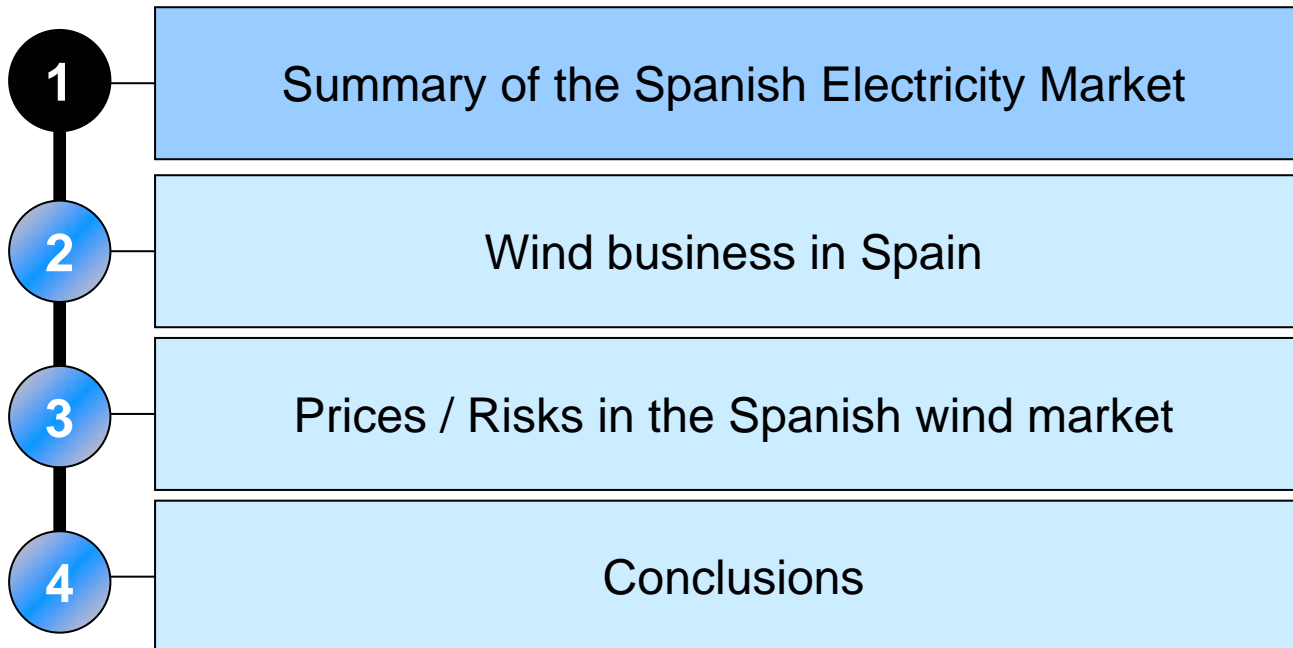 1
Summary of the Spanish Electricity Market
2
Wind business in Spain
3
Prices / Risks in the Spanish wind market
4
Conclusions